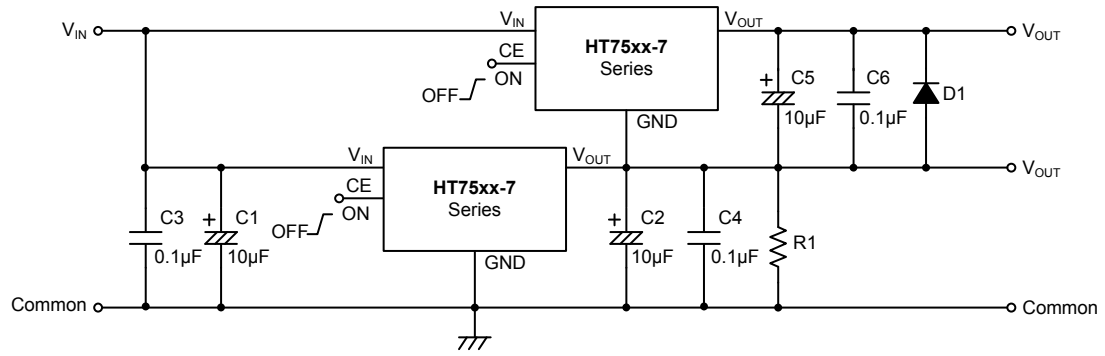 V_IN
V_IN
HT75xx-7
Series
V_OUT
V_OUT
CE
ON
OFF
GND
C5
+
10µF
C6
0.1µF
D1
V_IN
HT75xx-7
Series
V_OUT
V_OUT
CE
ON
OFF
GND
C3
0.1µF
+
C1
10µF
+
C2
10µF
C4
0.1µF
R1
Common
Common